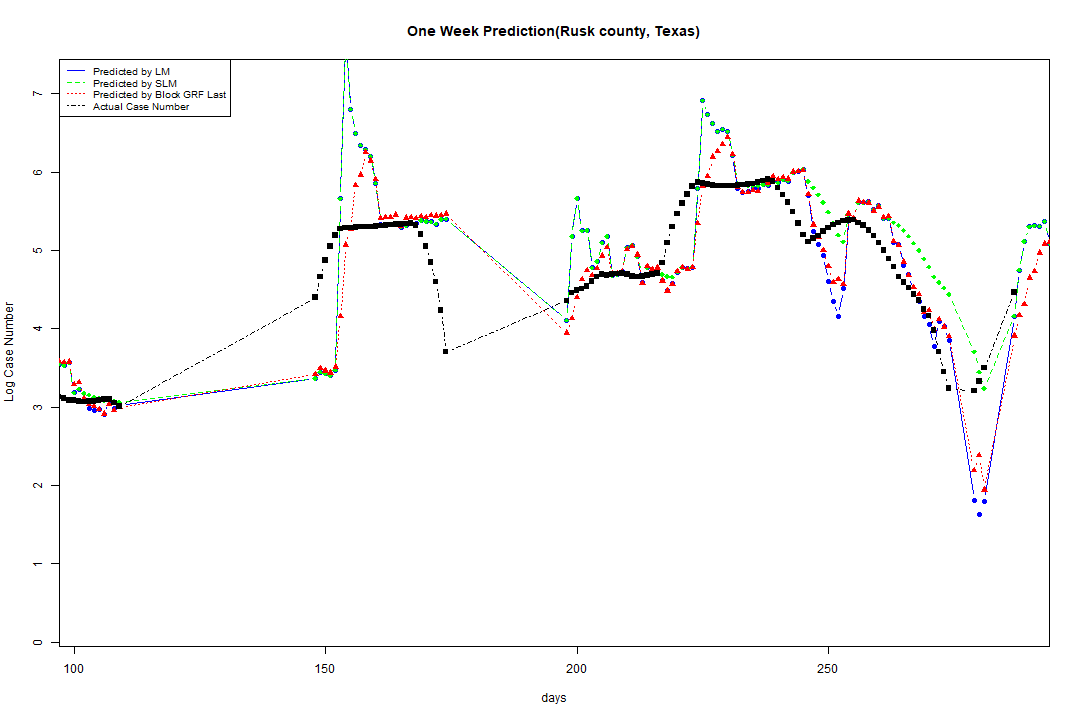 One Week Prediction(Rusk county, Texas)
Predicted by LM
Predicted by SLM
Predicted by Block GRF Last
Actual Case Number
7
6
5
4
3
2
1
0
Log Case Number
100
150
200
250
days